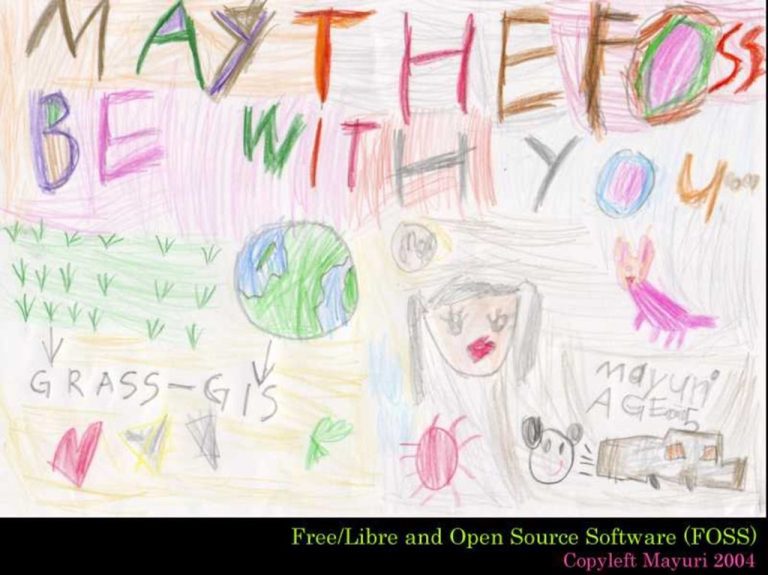 MAY THE FOSS
BE WiTH YOU
GRASS-GIS
mayuri
AGE 5
Free/Libre and Open Source Software (FOSS)
Copyleft Mayuri 2004